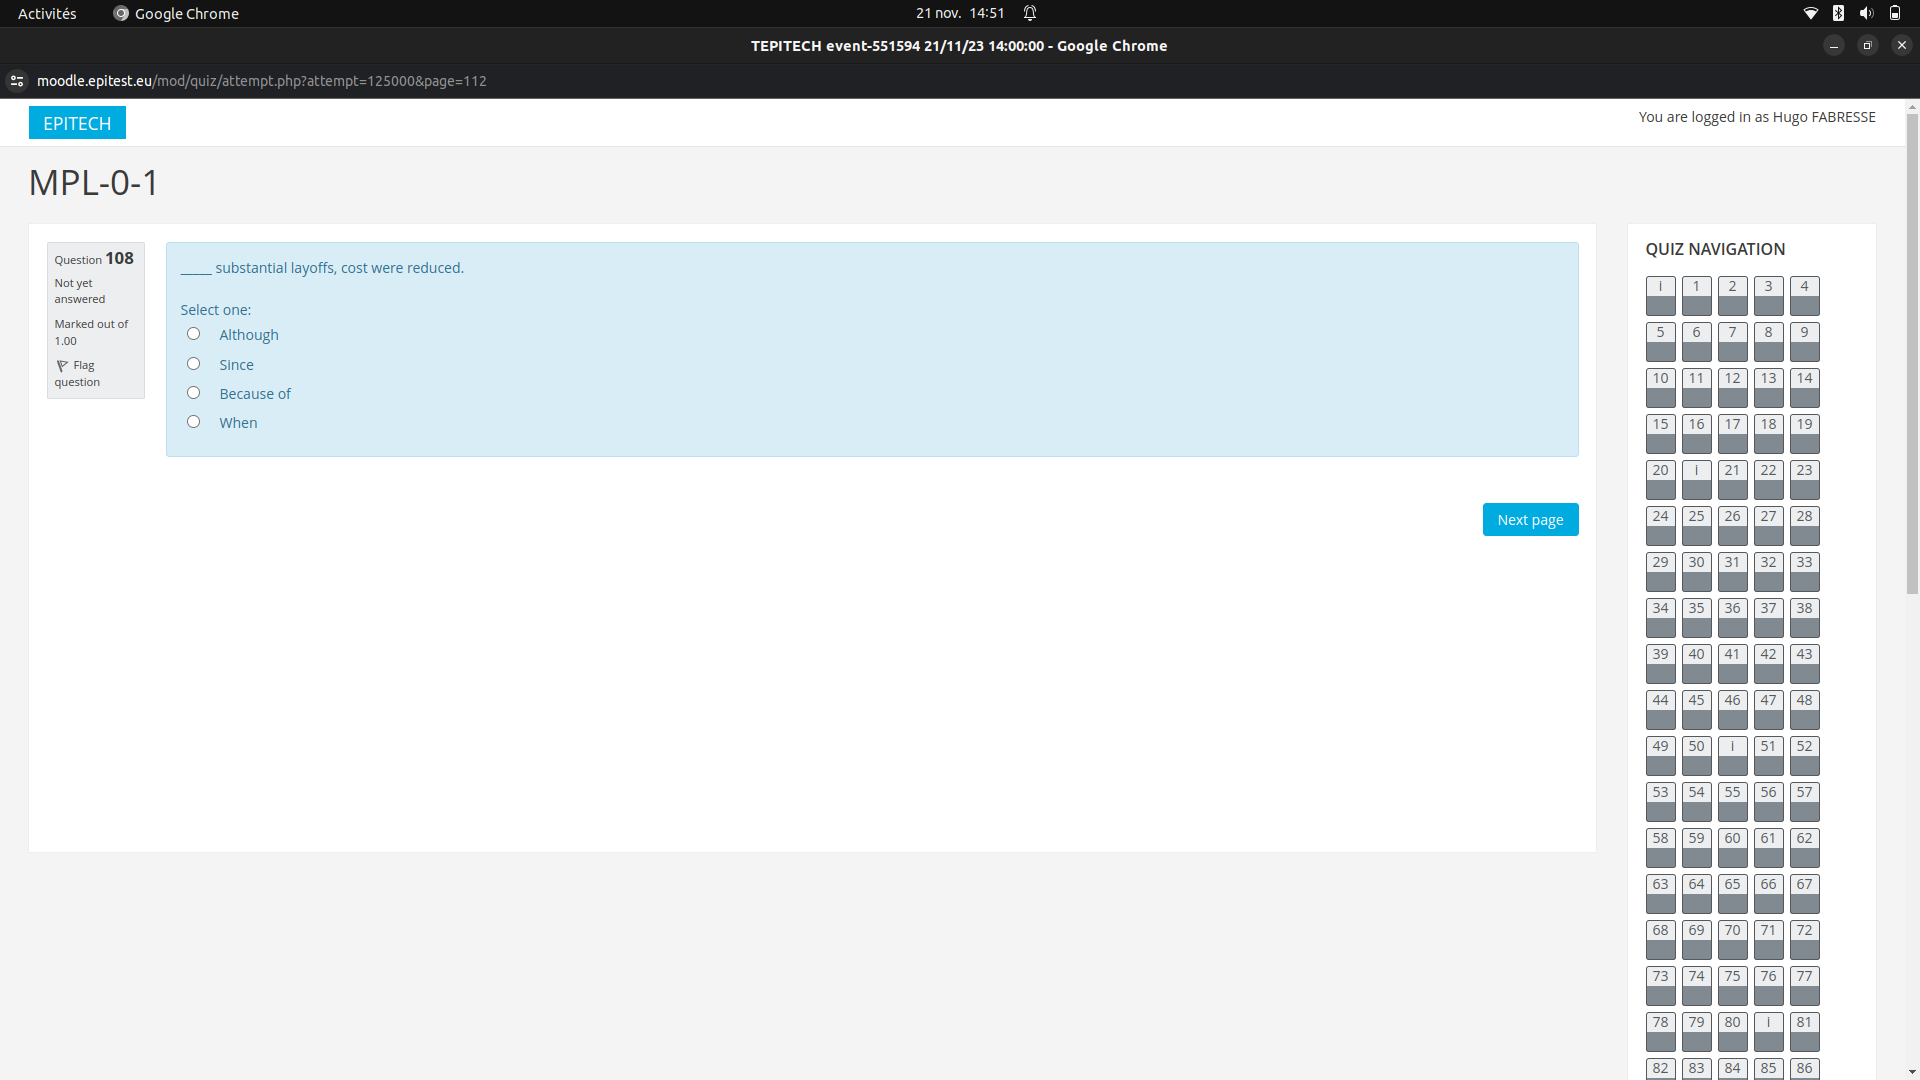 Activités Google Chrome 21 nov. 14:51
TEPITECH event-551594 21/11/23 14:00:00 - Google Chrome
moodle.epitest.eu/mod/quiz/attempt.php?attempt=125000&page=112
EPITECH
You are logged in as Hugo FABRESSE
MPL-0-1
Question 108
Not yet
answered
Marked out of
1.00
Flag
question
_____ substantial layoffs, cost were reduced.
Select one:
Although
Since
Because of
When
Next page
QUIZ NAVIGATION
i 1 2 3 4
5 6 7 8 9
10 11 12 13 14
15 16 17 18 19
20 i 21 22 23
24 25 26 27 28
29 30 31 32 33
34 35 36 37 38
39 40 41 42 43
44 45 46 47 48
49 50 i 51 52
53 54 55 56 57
58 59 60 61 62
63 64 65 66 67
68 69 70 71 72
73 74 75 76 77
78 79 80 i 81
82 83 84 85 86